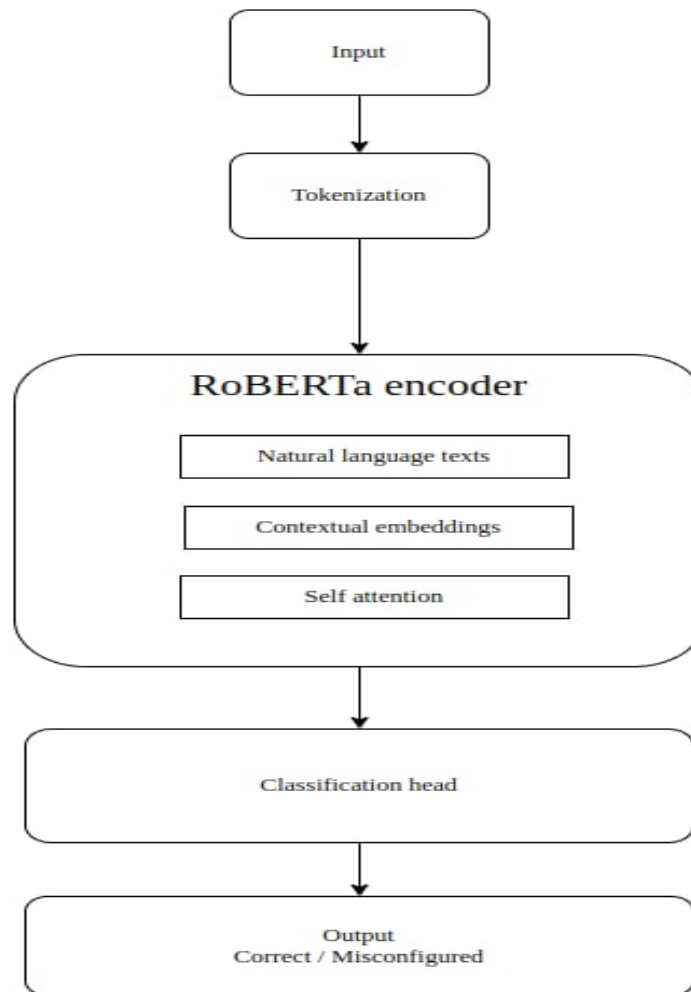 Input
Tokenization
RoBERTa encoder
Natural language texts
Contextual embeddings
Self attention
Classification head
Output
Correct / Misconfigured